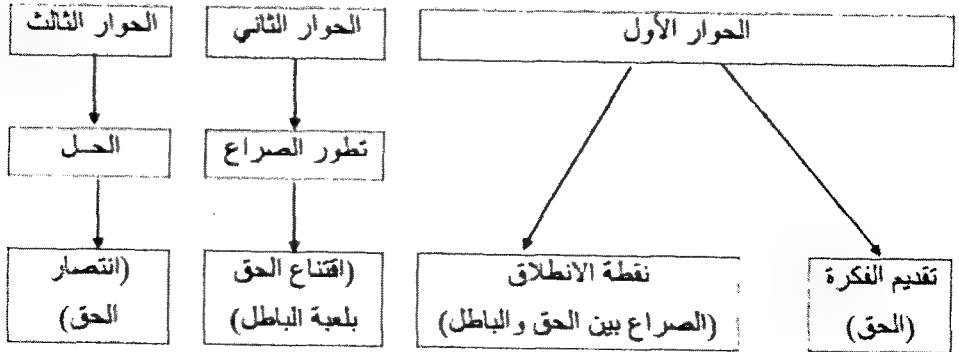 الحوار الأول
الحوار الثاني
الحوار الثالث
تطور الصراع
الحـل
تقديم الفكرة
(الحق)
نقطة الانطلاق
(الصراع بين الحق والباطل)
(اقتناع الحق
بلعبة الباطل)
(انتصار
الحق)